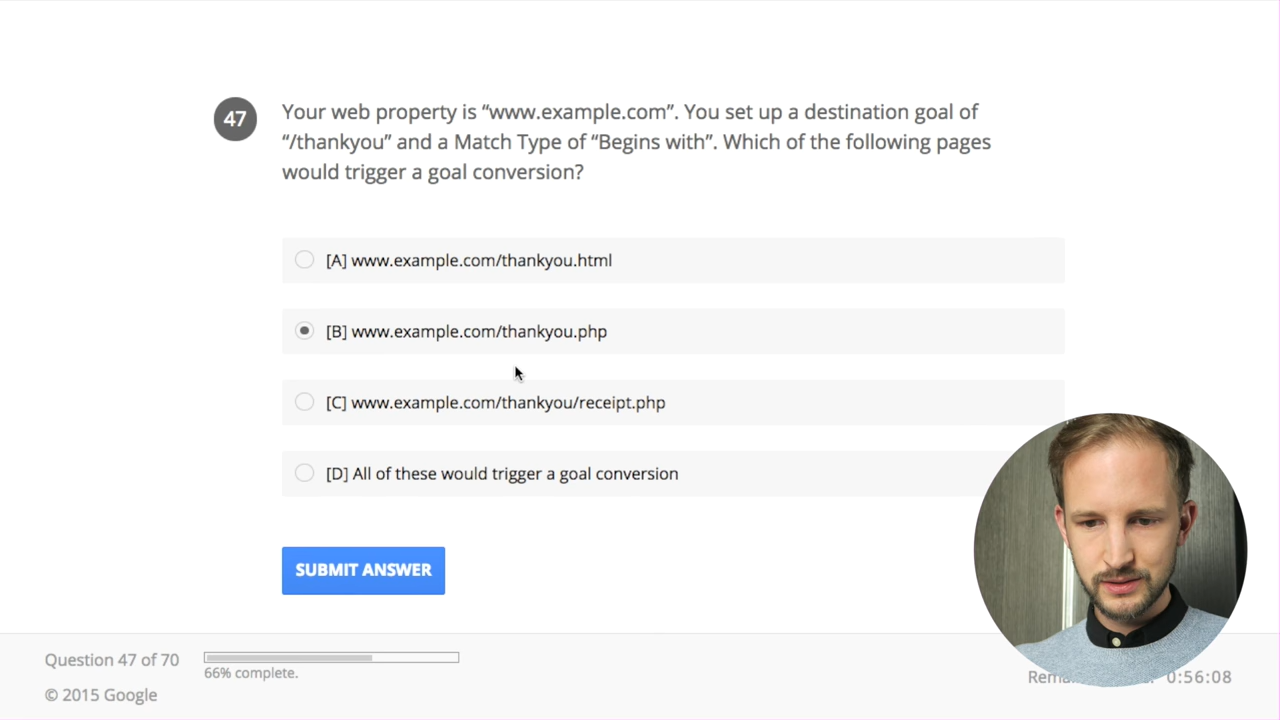 47
Your web property is “www.example.com”. You set up a destination goal of
“/thankyou” and a Match Type of “Begins with”. Which of the following pages
would trigger a goal conversion?
[A] www.example.com/thankyou.html
[B] www.example.com/thankyou.php
[C] www.example.com/thankyou/receipt.php
[D] All of these would trigger a goal conversion
SUBMIT ANSWER
Question 47 of 70
66% complete.
© 2015 Google
0:56:08